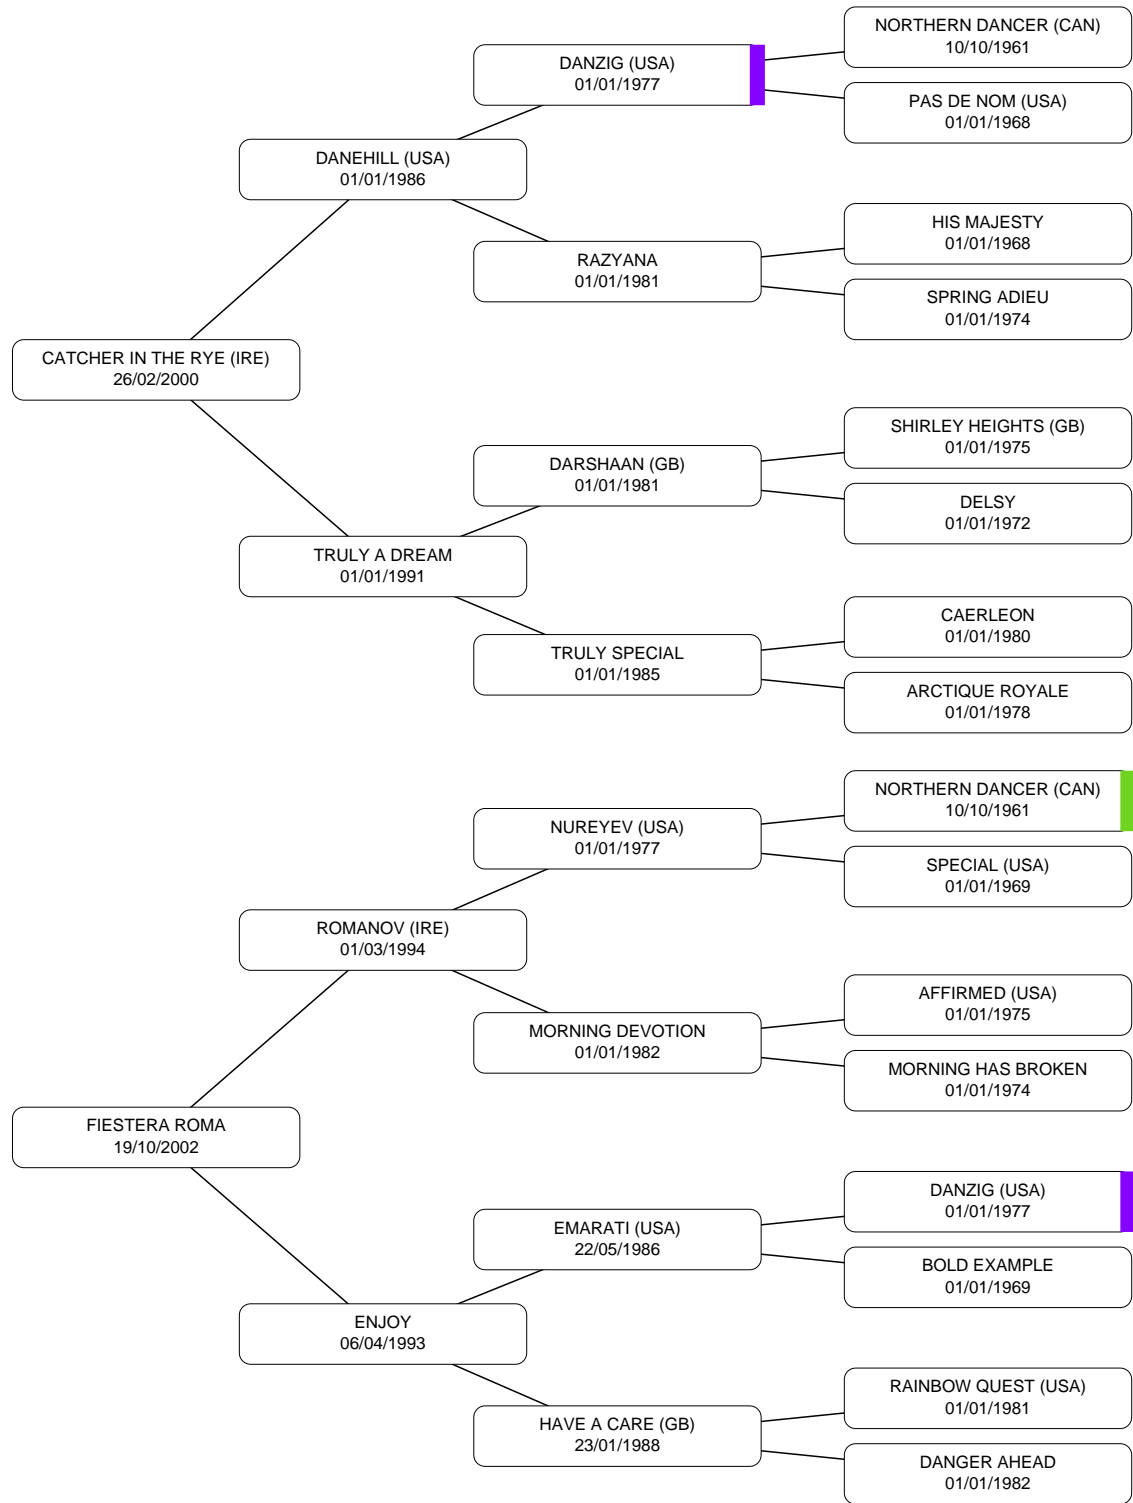 NORTHERN DANCER (CAN)
10/10/1961
DANZIG (USA)
01/01/1977
PAS DE NOM (USA)
01/01/1968
DANEHILL (USA)
01/01/1986
HIS MAJESTY
01/01/1968
RAZYANA
01/01/1981
SPRING ADIEU
01/01/1974
CATCHER IN THE RYE (IRE)
26/02/2000
SHIRLEY HEIGHTS (GB)
01/01/1975
DARSHAAN (GB)
01/01/1981
DELSY
01/01/1972
TRULY A DREAM
01/01/1991
CAERLEON
01/01/1980
TRULY SPECIAL
01/01/1985
ARCTIQUE ROYALE
01/01/1978
NORTHERN DANCER (CAN)
10/10/1961
NUREYEV (USA)
01/01/1977
SPECIAL (USA)
01/01/1969
ROMANOV (IRE)
01/03/1994
AFFIRMED (USA)
01/01/1975
MORNING DEVOTION
01/01/1982
MORNING HAS BROKEN
01/01/1974
FIESTERA ROMA
19/10/2002
DANZIG (USA)
01/01/1977
EMARATI (USA)
22/05/1986
BOLD EXAMPLE
01/01/1969
ENJOY
06/04/1993
RAINBOW QUEST (USA)
01/01/1981
HAVE A CARE (GB)
23/01/1988
DANGER AHEAD
01/01/1982